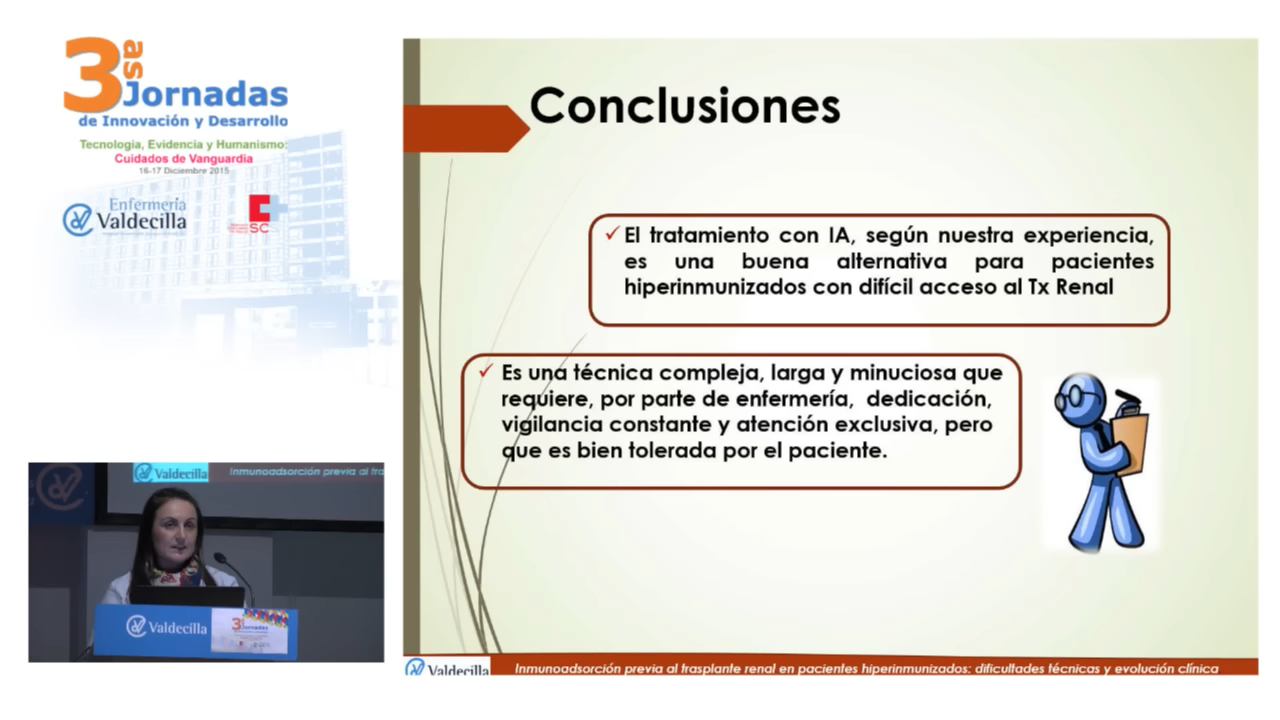 3as
Jornadas
de Innovación y Desarrollo
Tecnología, Evidencia y Humanismo:
Cuidados de Vanguardia
16-17 Diciembre 2015
Enfermería
Valdecilla
SC
Conclusiones
✓ El tratamiento con IA, según nuestra experiencia,
es una buena alternativa para pacientes
hiperinmunizados con difícil acceso al Tx Renal
✓ Es una técnica compleja, larga y minuciosa que
requiere, por parte de enfermería, dedicación,
vigilancia constante y atención exclusiva, pero
que es bien tolerada por el paciente.
Valdecilla
Inmunoadsorción previa al tra
Valdecilla
3as Jornadas
Valdecilla
Inmunoadsorción previa al trasplante renal en pacientes hiperinmunizados: dificultades técnicas y evolución clínica